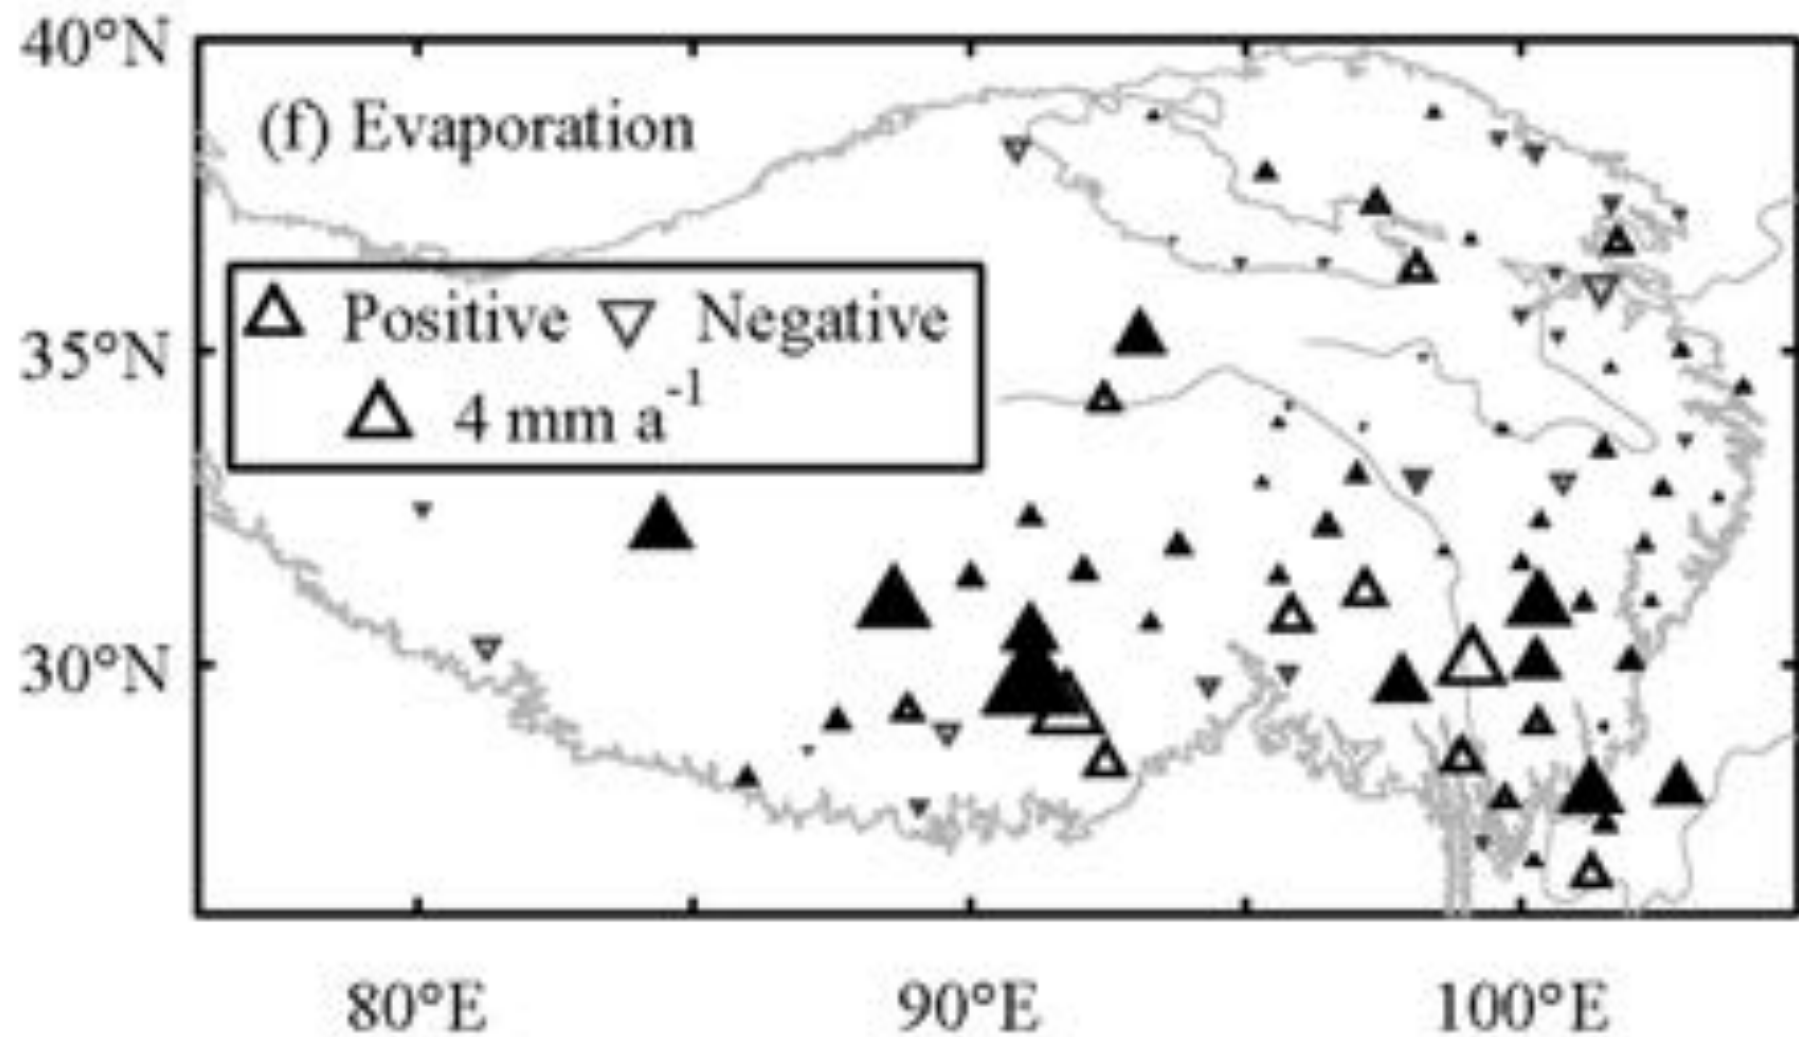 40°N
(f) Evaporation
△ Positive ▽ Negative
35°N
△ 4 mm a⁻¹
30°N
80°E 90°E 100°E